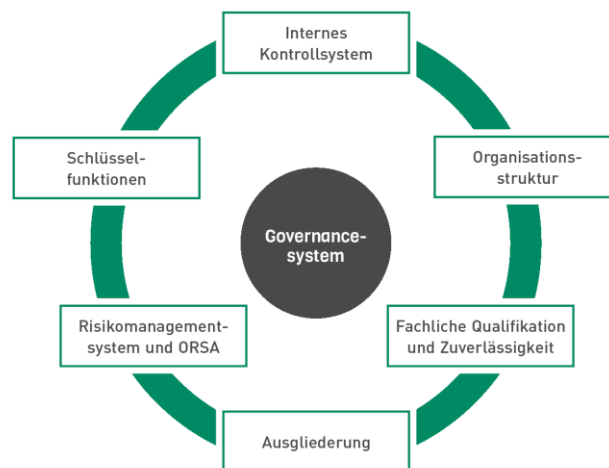 Internes
Kontrollsystem
Schlüssel-
funktionen
Organisations-
struktur
Governance-
system
Risikomanagement-
system und ORSA
Fachliche Qualifikation
und Zuverlässigkeit
Ausgliederung